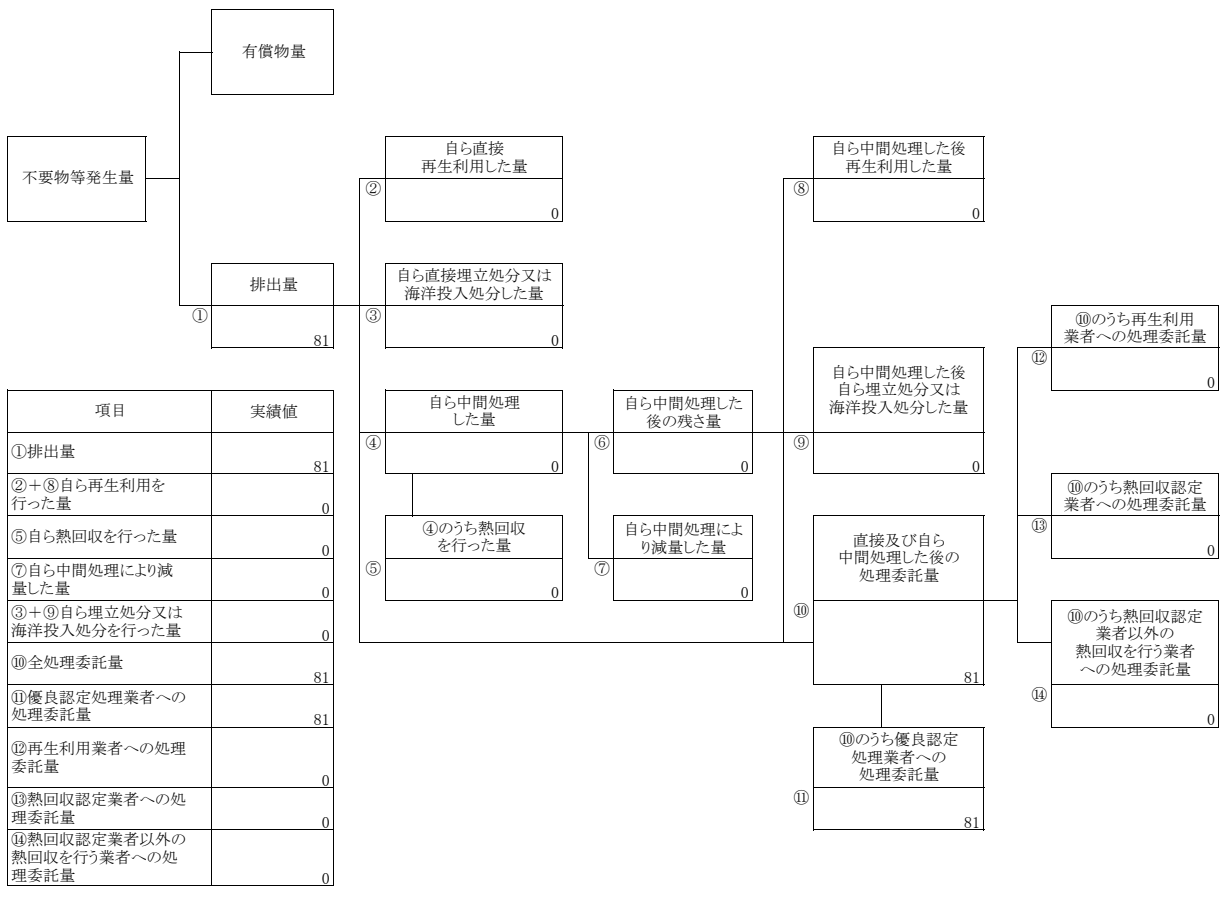 有償物量
不要物等発生量
排出量
①
81
自ら直接
再生利用した量
②
0
自ら直接埋立処分又は
海洋投入処分した量
③
0
自ら中間処理
した量
④
0
④のうち熱回収
を行った量
⑤
0
自ら中間処理した
後の残さ量
⑥
0
自ら中間処理によ
り減量した量
⑦
0
自ら中間処理した後
再生利用した量
⑧
0
自ら中間処理した後
自ら埋立処分又は
海洋投入処分した量
⑨
0
直接及び自ら
中間処理した後の
処理委託量
⑩
81
⑩のうち優良認定
処理業者への
処理委託量
⑪
81
⑩のうち再生利用
業者への処理委託量
⑫
0
⑩のうち熱回収認定
業者への処理委託量
⑬
0
⑩のうち熱回収認定
業者以外の
熱回収を行う業者
への処理委託量
⑭
0
項目 実績値
①排出量
81
②+⑧自ら再生利用を
行った量
0
⑤自ら熱回収を行った量
0
⑦自ら中間処理により減
量した量
0
③+⑨自ら埋立処分又は
海洋投入処分を行った量
0
⑩全処理委託量
81
⑪優良認定処理業者への
処理委託量
81
⑫再生利用業者への処理
委託量
0
⑬熱回収認定業者への処
理委託量
0
⑭熱回収認定業者以外の
熱回収を行う業者への処
理委託量
0